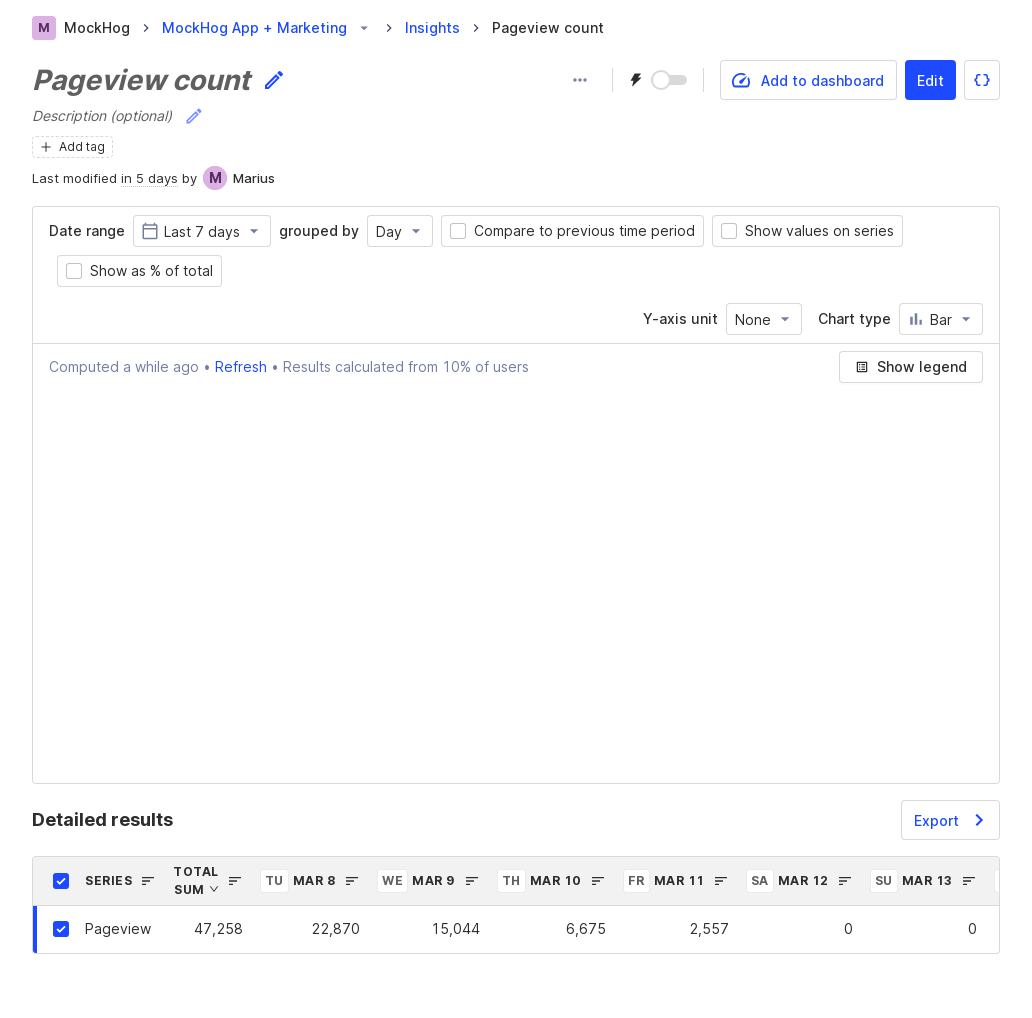 M MockHog MockHog App + Marketing Insights Pageview count
Pageview count
Add to dashboard Edit
Description (optional)
Add tag
Last modified in 5 days by M Marius
Date range Last 7 days grouped by Day Compare to previous time period Show values on series
Show as % of total
Y-axis unit None Chart type Bar
Computed a while ago • Refresh • Results calculated from 10% of users Show legend
Detailed results Export
SERIES TOTAL SUM TU MAR 8 WE MAR 9 TH MAR 10 FR MAR 11 SA MAR 12 SU MAR 13
Pageview 47,258 22,870 15,044 6,675 2,557 0 0